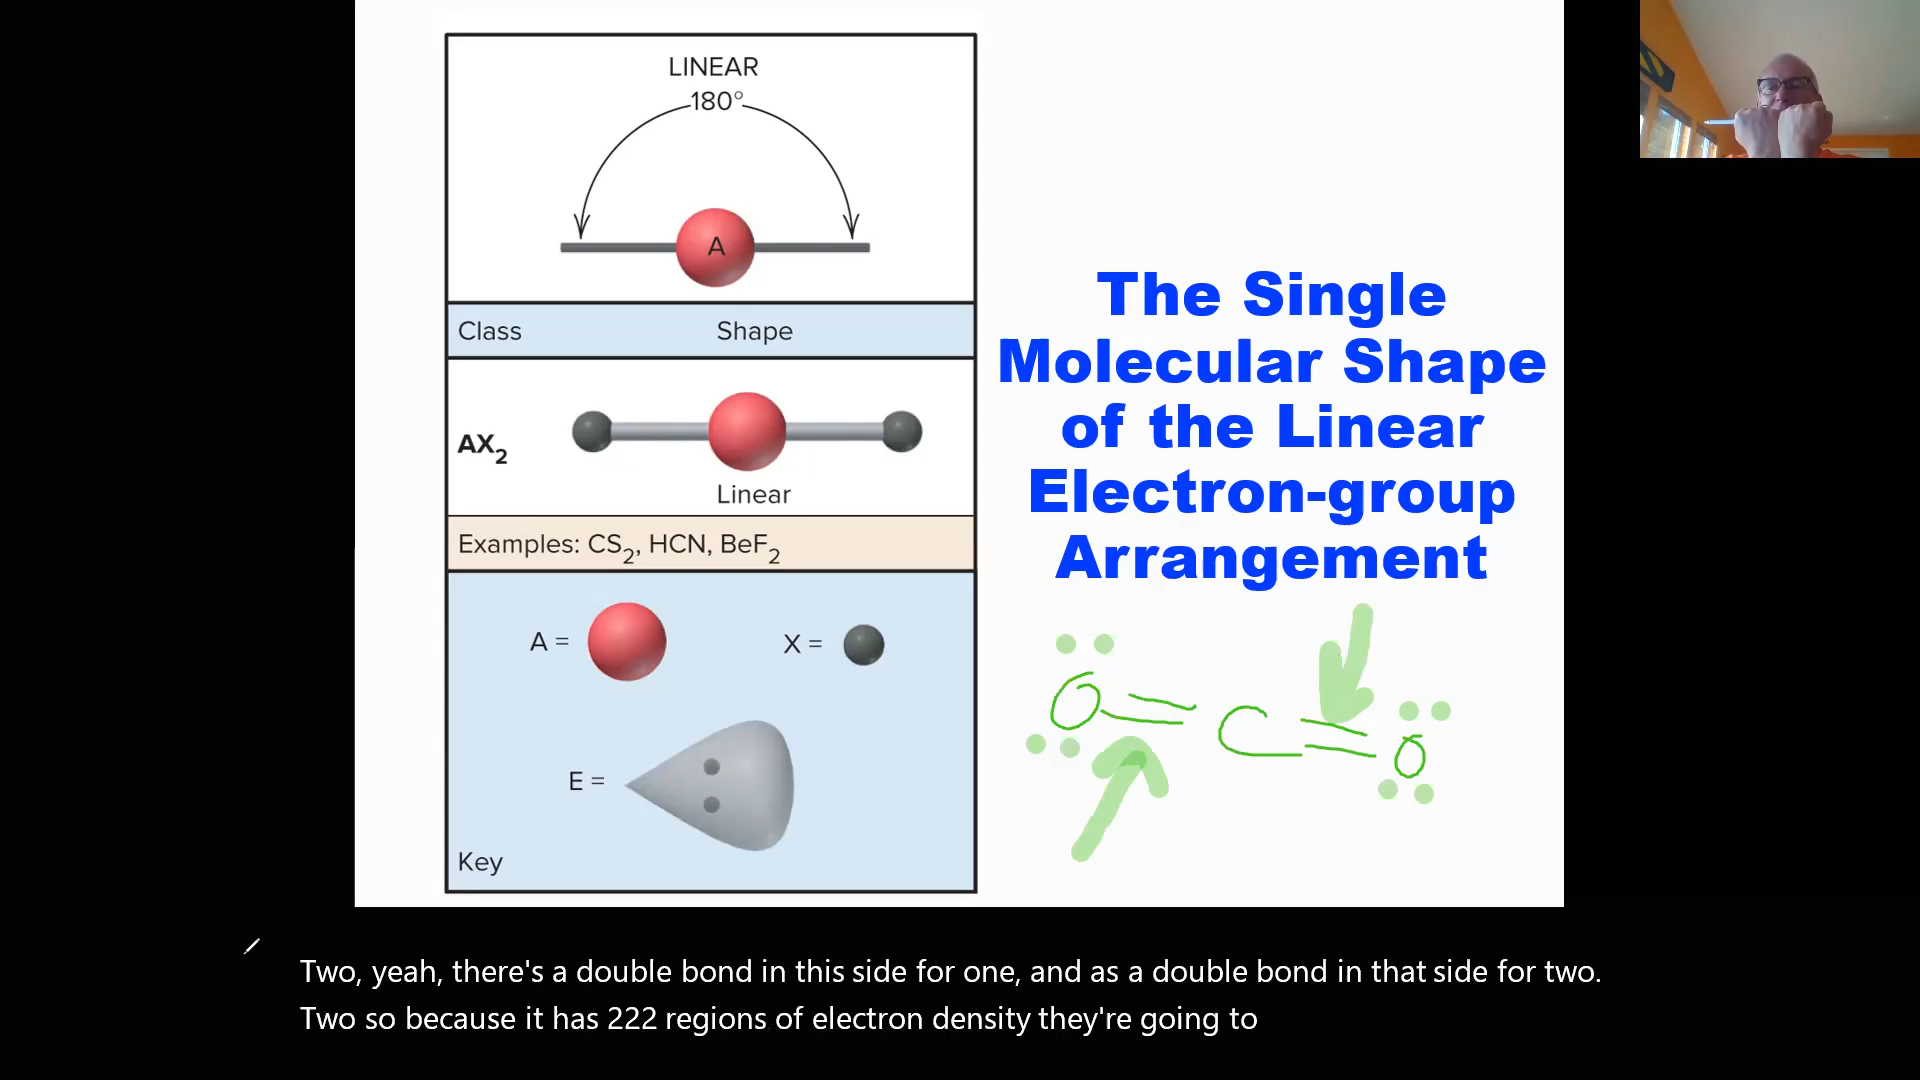 LINEAR
180°
A
Class Shape
AX₂
Linear
Examples: CS₂, HCN, BeF₂
A = X =
E =
Key
The Single
Molecular Shape
of the Linear
Electron-group
Arrangement
O=C=O
Two, yeah, there's a double bond in this side for one, and as a double bond in that side for two.
Two so because it has 222 regions of electron density they're going to